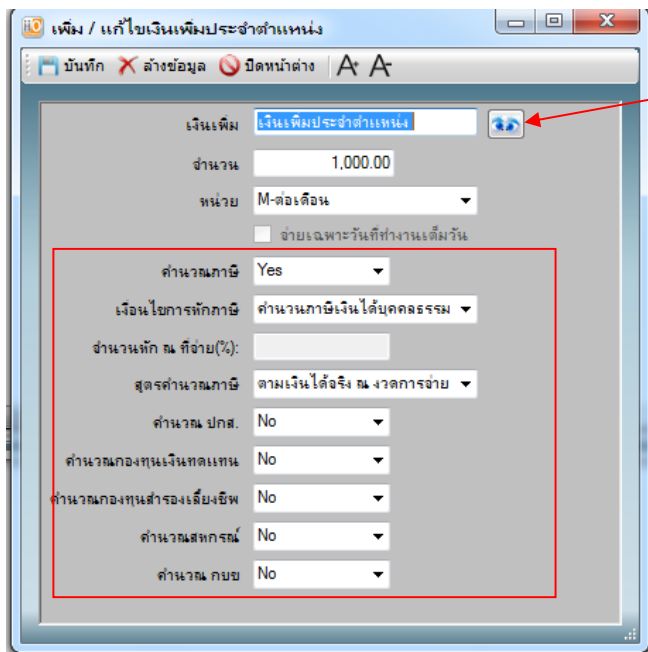 เพิ่ม / แก้ไขเงินเพิ่มประจำตำแหน่ง
บันทึก ล้างข้อมูล ปิดหน้าต่าง A+ A-
เงินเพิ่ม เงินเพิ่มประจำตำแหน่ง
จำนวน 1,000.00
หน่วย M-ต่อเดือน
จ่ายเฉพาะวันที่ทำงานเต็มวัน
คำนวณภาษี Yes
เงื่อนไขการหักภาษี คำนวนภาษีเงินได้บุคคลธรรม
จำนวนหัก ณ ที่จ่าย(%):
สูตรคำนวณภาษี ตามเงินได้จริง ณ งวดการจ่าย
คำนวณ ปกส. No
คำนวณกองทุนเงินทดแทน No
คำนวณกองทุนสำรองเลี้ยงชีพ No
คำนวณสหกรณ์ No
คำนวณ กบข No